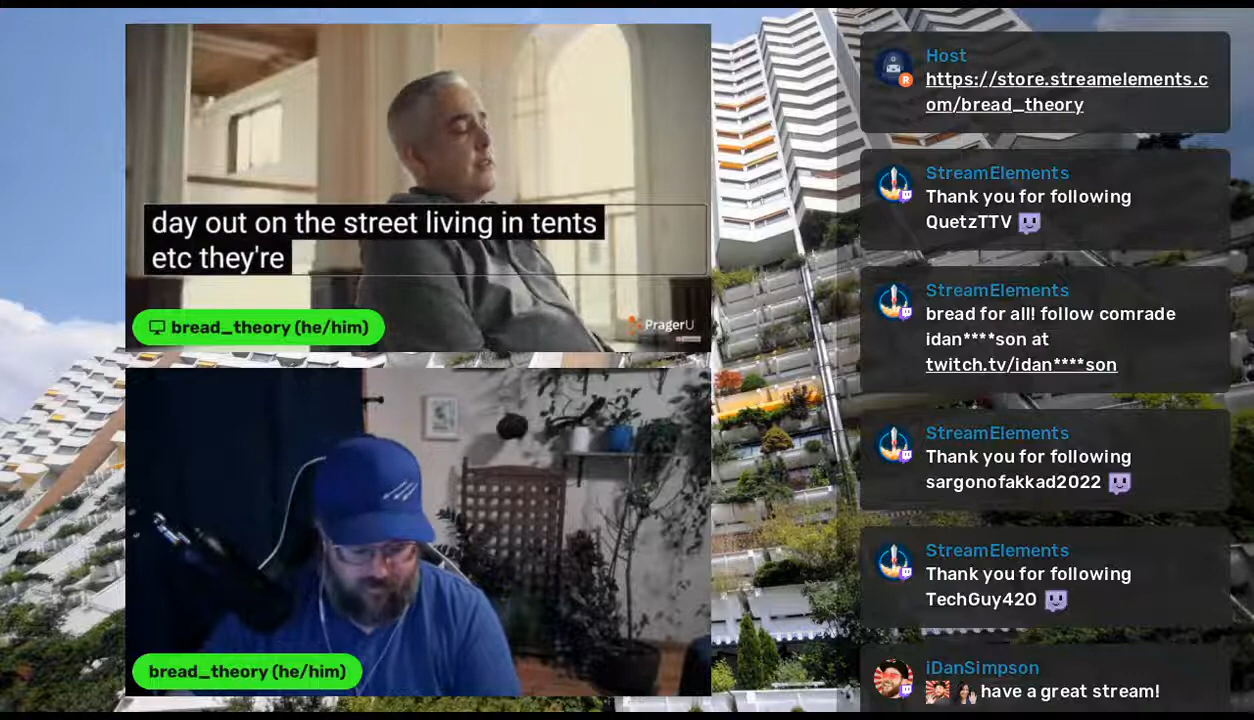 day out on the street living in tents
etc they're
PragerU
bread_theory (he/him)
bread_theory (he/him)
Host
https://store.streamelements.c
om/bread_theory
StreamElements
Thank you for following
QuetzTTV
StreamElements
bread for all! follow comrade
idan****son at
twitch.tv/idan****son
StreamElements
Thank you for following
sargonofakkad2022
StreamElements
Thank you for following
TechGuy420
iDanSimpson
have a great stream!